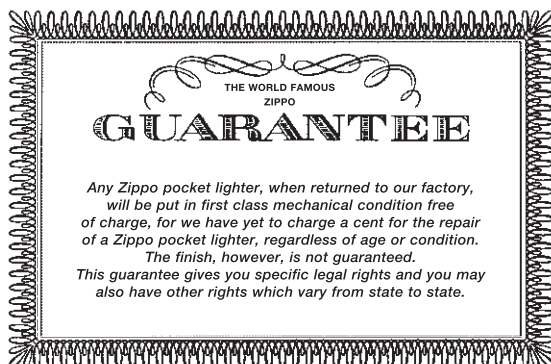 THE WORLD FAMOUS
ZIPPO
GUARANTEE
Any Zippo pocket lighter, when returned to our factory,
will be put in first class mechanical condition free
of charge, for we have yet to charge a cent for the repair
of a Zippo pocket lighter, regardless of age or condition.
The finish, however, is not guaranteed.
This guarantee gives you specific legal rights and you may
also have other rights which vary from state to state.